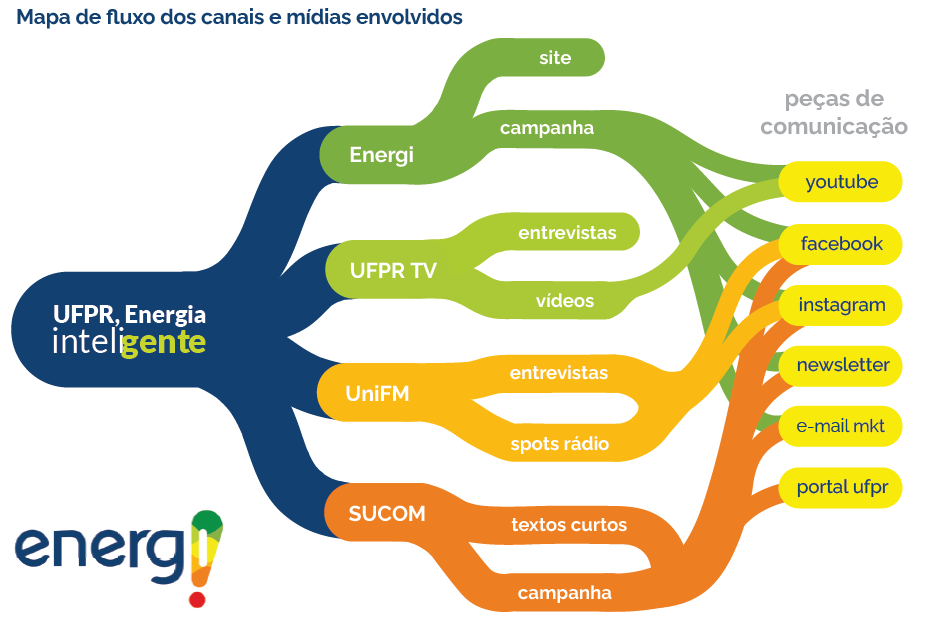 Mapa de fluxo dos canais e mídias envolvidos
site
peças de
comunicação
campanha
Energi
youtube
entrevistas
facebook
UFPR TV
vídeos
instagram
UFPR, Energia
inteligente
newsletter
entrevistas
UniFM
e-mail mkt
spots rádio
portal ufpr
SUCOM
textos curtos
energ!
campanha